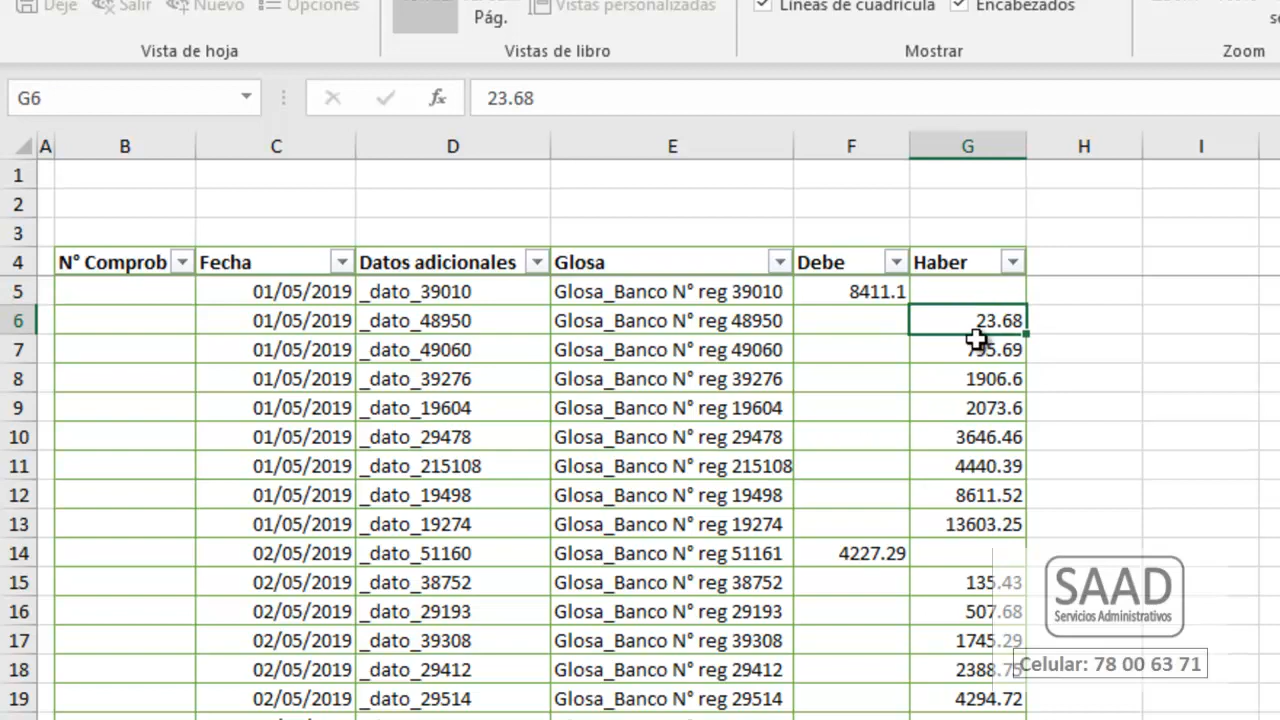 Deje Salir Nuevo Opciones
Pág.
Vistas personalizadas
Líneas de cuadrícula Encabezados
Vista de hoja Vistas de libro Mostrar Zoom
G6 fx 23.68
A B C D E F G H I
1
2
3
4 N° Comprob Fecha Datos adicionales Glosa Debe Haber
5 01/05/2019 _dato_39010 Glosa_Banco N° reg 39010 8411.1
6 01/05/2019 _dato_48950 Glosa_Banco N° reg 48950 23.68
7 01/05/2019 _dato_49060 Glosa_Banco N° reg 49060
8 01/05/2019 _dato_39276 Glosa_Banco N° reg 39276 1906.6
9 01/05/2019 _dato_19604 Glosa_Banco N° reg 19604 2073.6
10 01/05/2019 _dato_29478 Glosa_Banco N° reg 29478 3646.46
11 01/05/2019 _dato_215108 Glosa_Banco N° reg 215108 4440.39
12 01/05/2019 _dato_19498 Glosa_Banco N° reg 19498 8611.52
13 01/05/2019 _dato_19274 Glosa_Banco N° reg 19274 13603.25
14 02/05/2019 _dato_51160 Glosa_Banco N° reg 51161 4227.29
15 02/05/2019 _dato_38752 Glosa_Banco N° reg 38752 135.43
16 02/05/2019 _dato_29193 Glosa_Banco N° reg 29193 507.68
17 02/05/2019 _dato_39308 Glosa_Banco N° reg 39308 1745.29
18 02/05/2019 _dato_29412 Glosa_Banco N° reg 29412 2388.75
19 02/05/2019 _dato_29514 Glosa_Banco N° reg 29514 4294.72
SAAD
Servicios Administrativos
Celular: 78 00 63 71